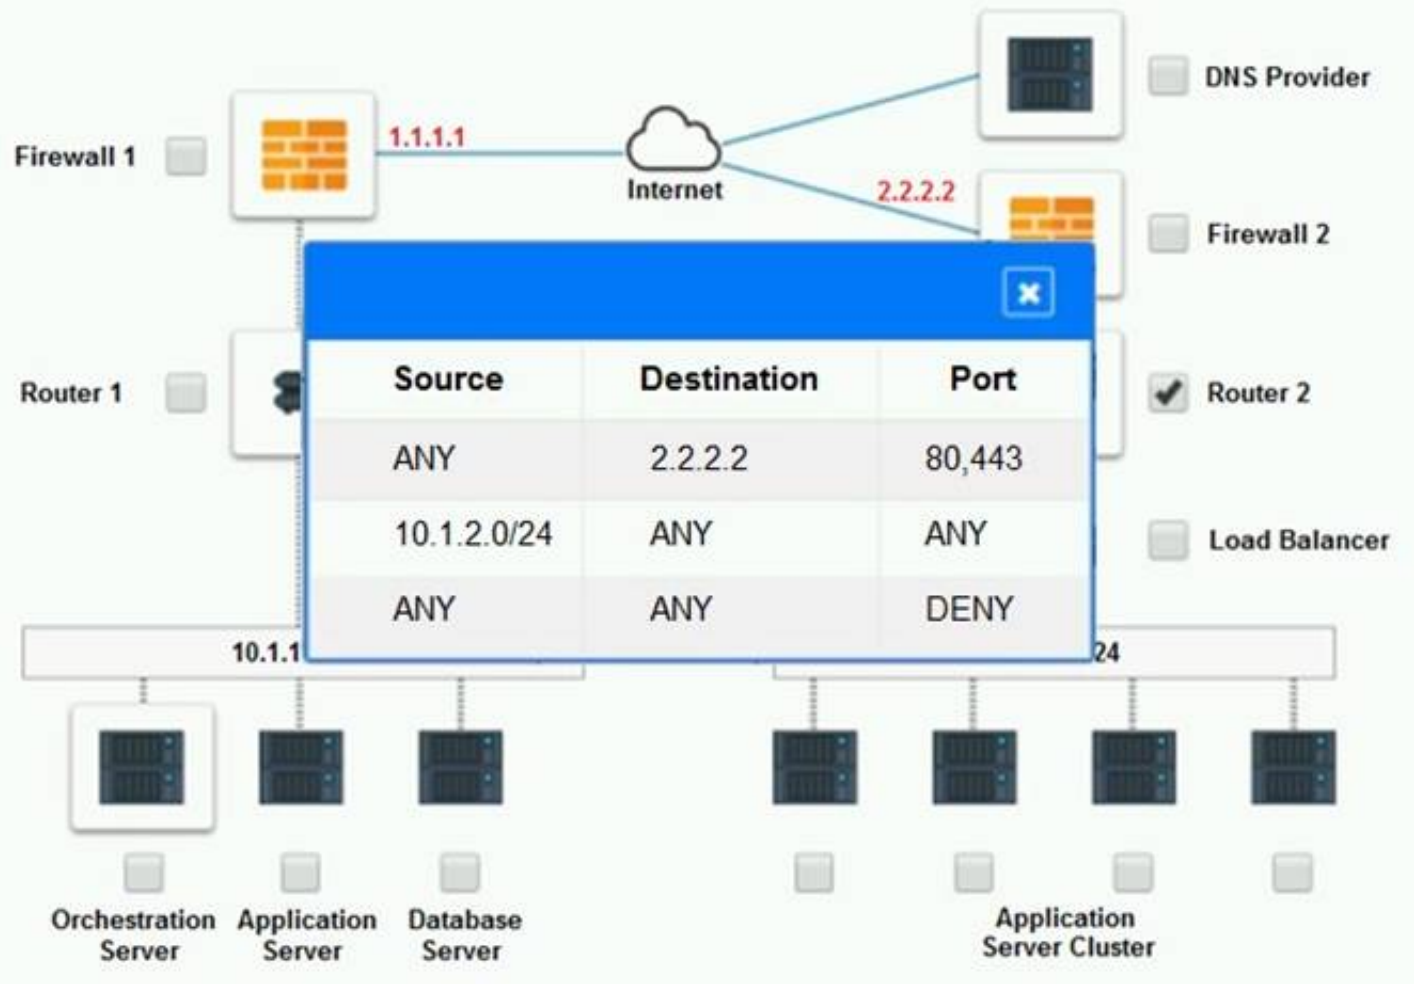 DNS Provider
Firewall 1
1.1.1.1
Internet
2.2.2.2
Firewall 2
Source Destination Port
Router 1
Router 2
ANY 2.2.2.2 80,443
10.1.2.0/24 ANY ANY
Load Balancer
ANY ANY DENY
10.1.1
24
Orchestration Server
Application Server
Database Server
Application Server Cluster